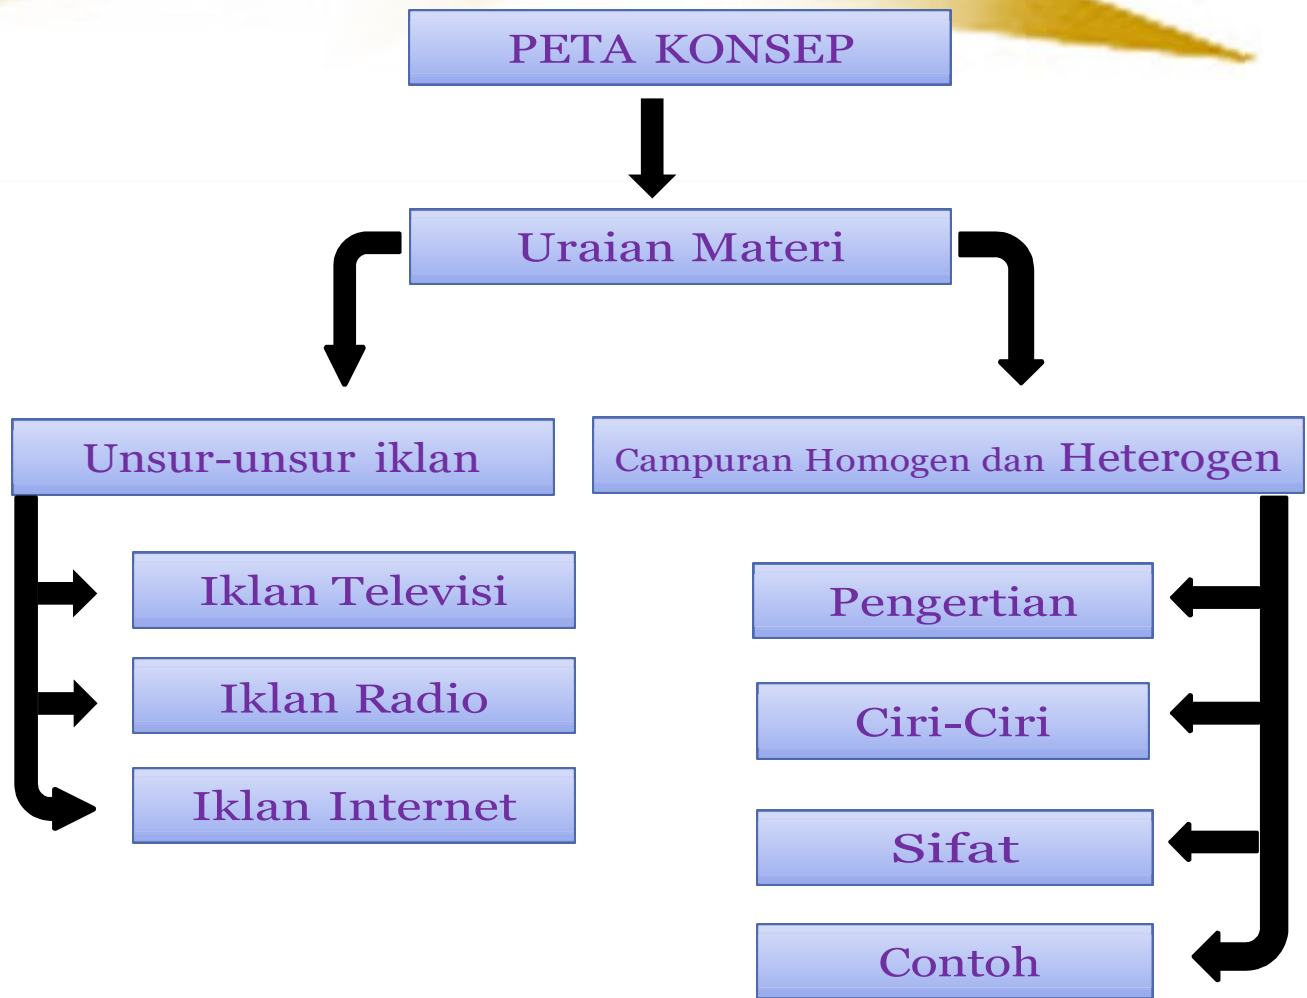 PETA KONSEP
Uraian Materi
Unsur-unsur iklan
Iklan Televisi
Iklan Radio
Iklan Internet
Campuran Homogen dan Heterogen
Pengertian
Ciri-Ciri
Sifat
Contoh